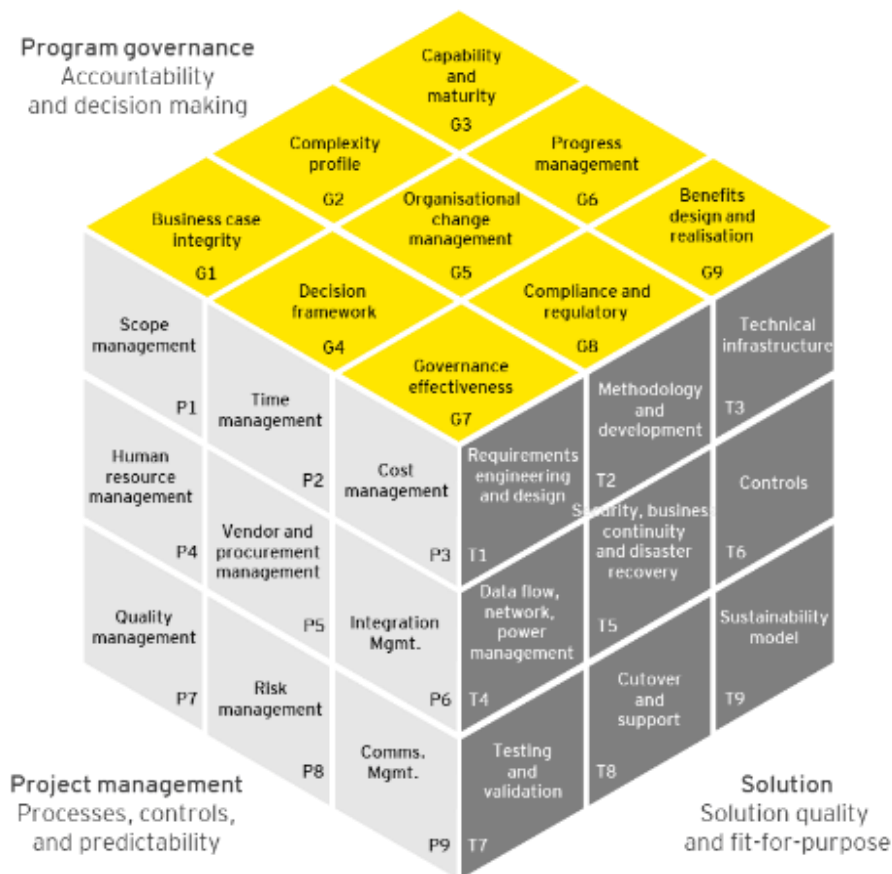 Program governance
Accountability
and decision making
Capability
and
maturity
G3
Complexity
profile
G2
Progress
management
G6
Business case
integrity
G1
Organisational
change
management
G5
Benefits
design and
realisation
G9
Decision
framework
G4
Compliance and
regulatory
G8
Governance
effectiveness
G7
Scope
management
P1
Time
management
P2
Cost
management
P3
Human
resource
management
P4
Vendor and
procurement
management
P5
Integration
Mgmt.
P6
Quality
management
P7
Risk
management
P8
Comms.
Mgmt.
P9
Requirements
engineering
and design
T1
Methodology
and
development
T2
Technical
infrastructure
T3
Data flow,
network,
power
management
T4
Security, business
continuity
and disaster
recovery
T5
Controls
T6
Testing
and
validation
T7
Cutover
and
support
T8
Sustainability
model
T9
Project management
Processes, controls,
and predictability
Solution
Solution quality
and fit-for-purpose